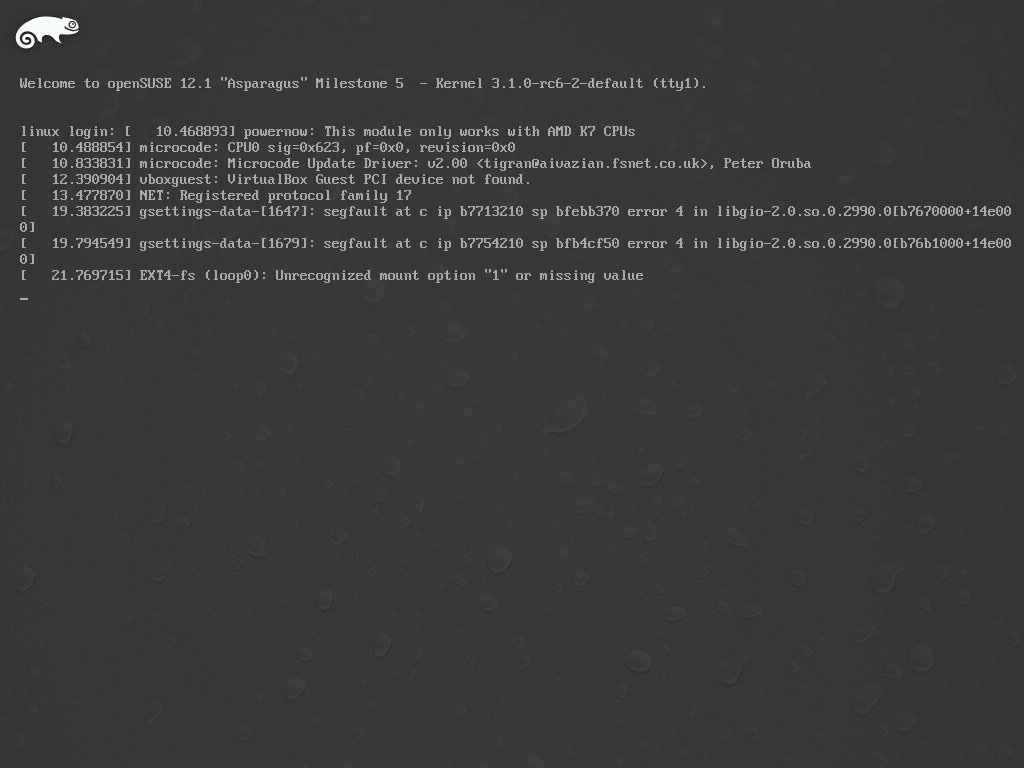 Welcome to openSUSE 12.1 "Asparagus" Milestone 5  - Kernel 3.1.0-rc6-2-default (tty1).
linux login: [   10.468893] powernow: This module only works with AMD K7 CPUs
[   10.488854] microcode: CPU0 sig=0x623, pf=0x0, revision=0x0
[   10.833831] microcode: Microcode Update Driver: v2.00 <tigran@aivazian.fsnet.co.uk>, Peter Oruba
[   12.390904] vboxguest: VirtualBox Guest PCI device not found.
[   13.477870] NET: Registered protocol family 17
[   19.383225] gsettings-data-[1647]: segfault at c ip b7713210 sp bfebb370 error 4 in libgio-2.0.so.0.2990.0[b7670000+14e00
0]
[   19.794549] gsettings-data-[1679]: segfault at c ip b7754210 sp bfb4cf50 error 4 in libgio-2.0.so.0.2990.0[b76b1000+14e00
0]
[   21.769715] EXT4-fs (loop0): Unrecognized mount option "1" or missing value